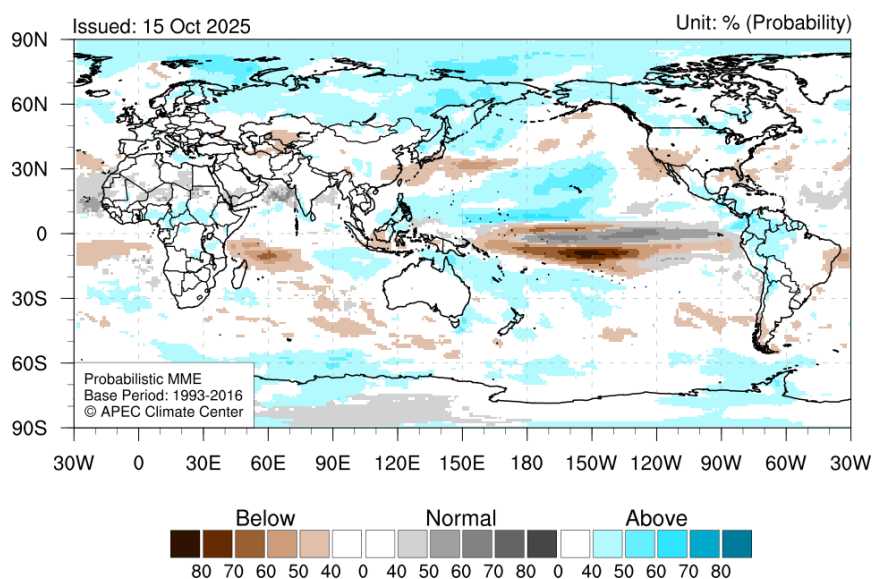 Issued: 15 Oct 2025 Unit: % (Probability)
90N
60N
30N
0
30S
60S
90S
Probabilistic MME
Base Period: 1993-2016
© APEC Climate Center
30W 0 30E 60E 90E 120E 150E 180 150W 120W 90W 60W 30W
Below Normal Above
80 70 60 50 40 0 40 50 60 70 80 0 40 50 60 70 80